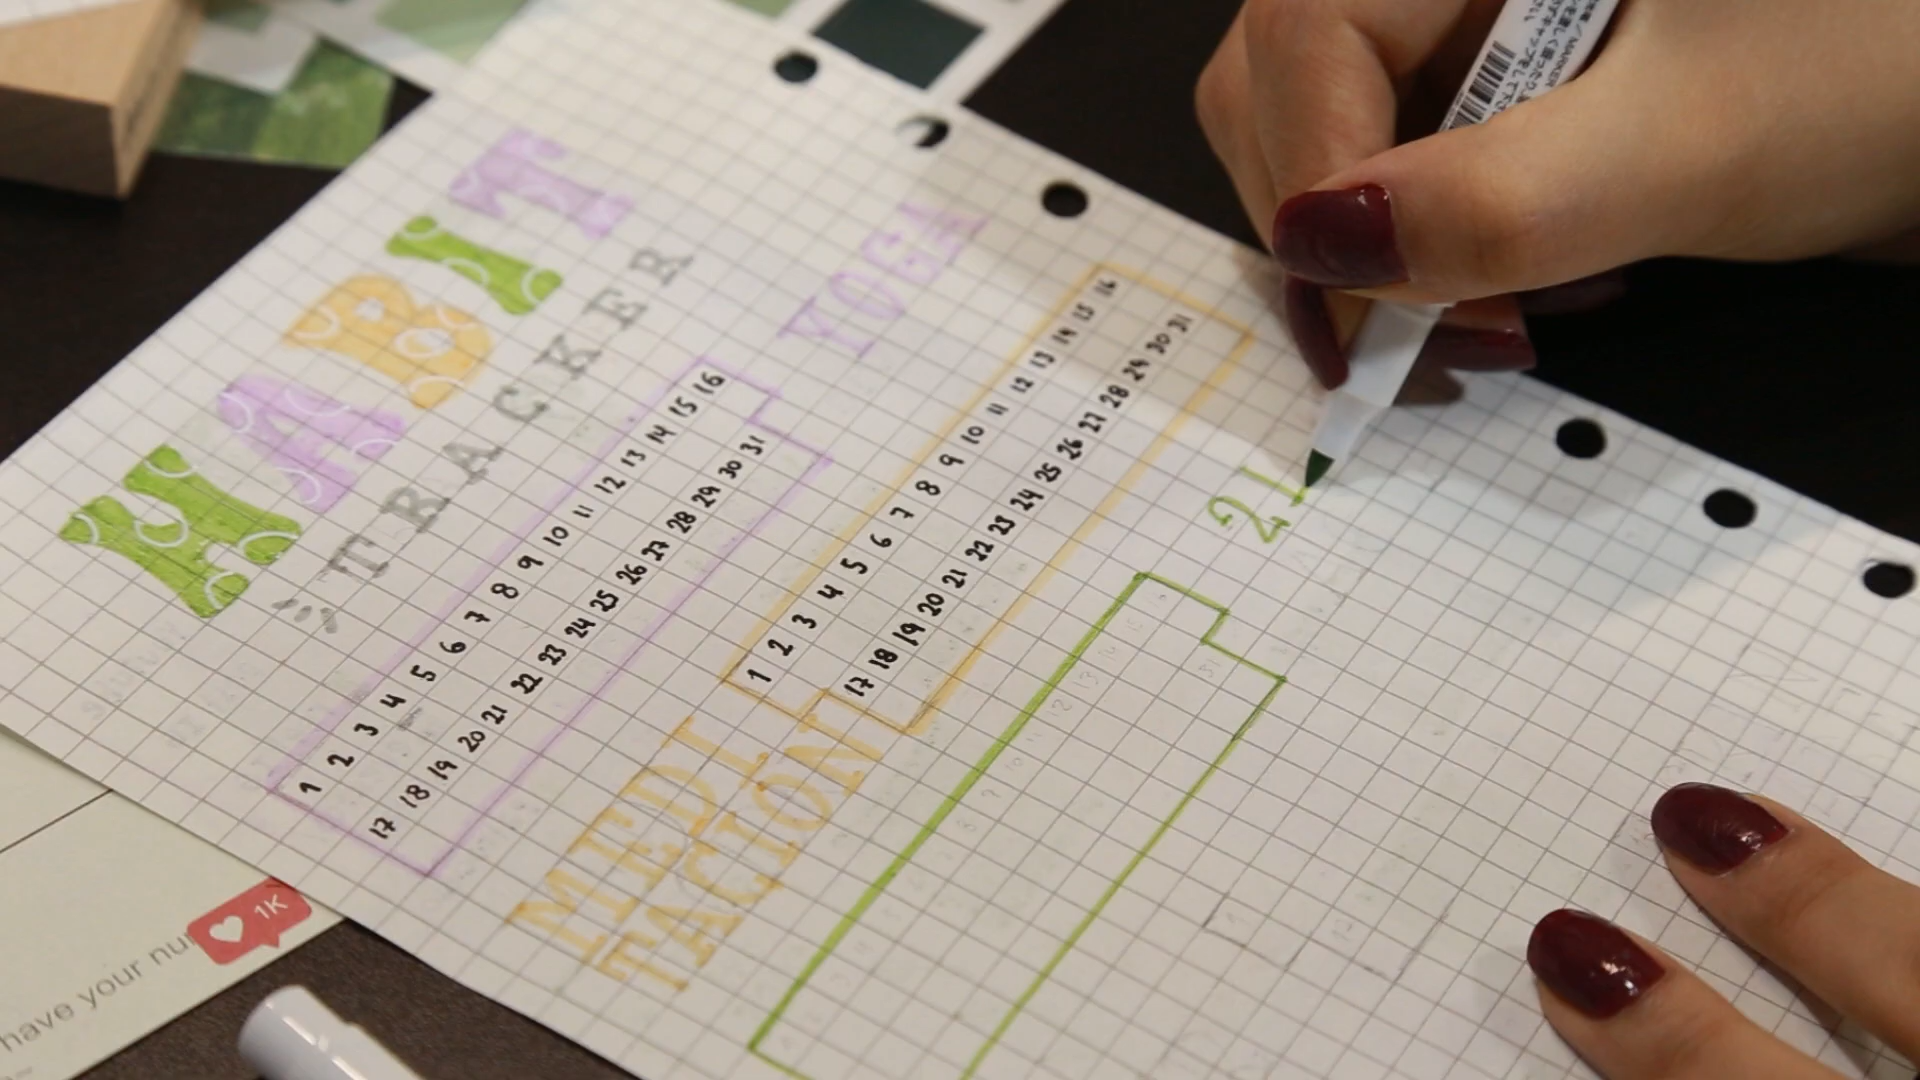 HABIT
TRACKER
YOGA
1 2 3 4 5 6 7 8 9 10 11 12 13 14 15 16
17 18 19 20 21 22 23 24 25 26 27 28 29 30 31
MEDI
TACION
1 2 3 4 5 6 7 8 9 10 11 12 13 14 15 16
17 18 19 20 21 22 23 24 25 26 27 28 29 30 31
21
1K
have your
MARKER